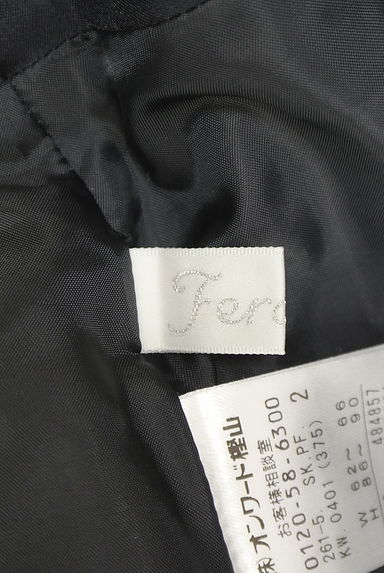 Fero
㈱オンワード樫山
お客様相談室
0120-58-6300
261-5 SK.PF. 2
KW. 0401 (375)
W 62~ 66
H 86~ 90
484857